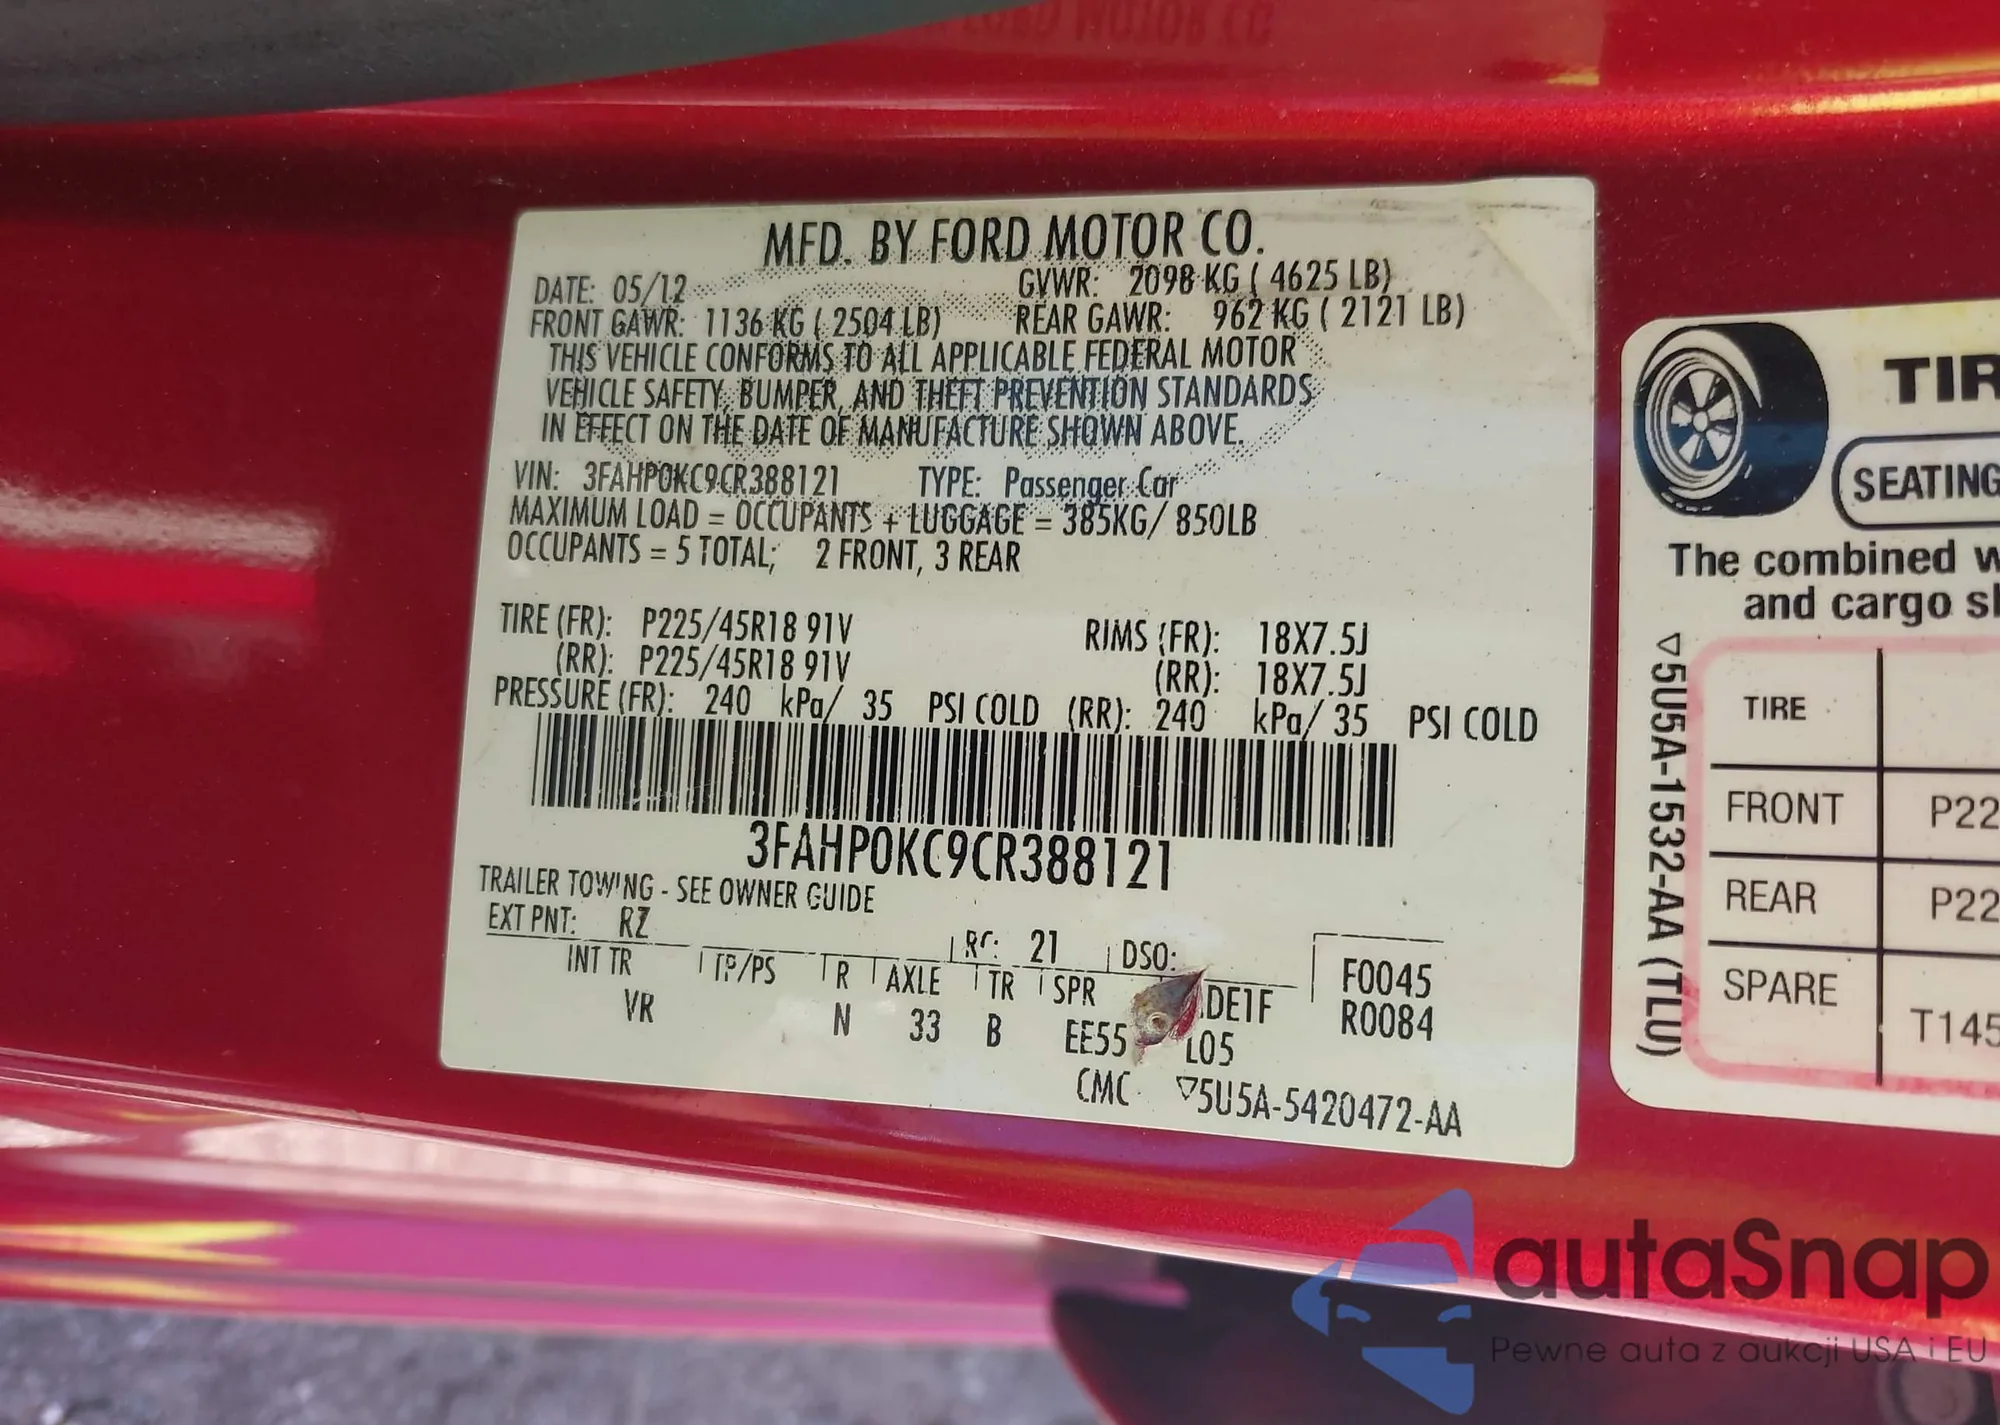 MFD. BY FORD MOTOR CO.
DATE: 05/12 GVWR: 2098 KG ( 4625 LB)
FRONT GAWR: 1136 KG ( 2504 LB) REAR GAWR: 962 KG ( 2121 LB)
THIS VEHICLE CONFORMS TO ALL APPLICABLE FEDERAL MOTOR
VEHICLE SAFETY, BUMPER, AND THEFT PREVENTION STANDARDS
IN EFFECT ON THE DATE OF MANUFACTURE SHOWN ABOVE.
VIN: 3FAHP0KC9CR388121 TYPE: Passenger Car
MAXIMUM LOAD = OCCUPANTS + LUGGAGE = 385KG/ 850LB
OCCUPANTS = 5 TOTAL; 2 FRONT, 3 REAR
TIRE (FR): P225/45R18 91V RIMS (FR): 18X7.5J
(RR): P225/45R18 91V (RR): 18X7.5J
PRESSURE (FR): 240 kPa/ 35 PSI COLD (RR): 240 kPa/ 35 PSI COLD
3FAHP0KC9CR388121
TRAILER TOWING - SEE OWNER GUIDE
EXT PNT: RZ RC: 21 DSO:
INT TR TP/PS R AXLE TR SPR DE1F F0045
VR N 33 B EE55 L05 R0084
CMC ▽5U5A-5420472-AA
TIR
SEATING
The combined w
and cargo sh
▽5U5A-1532-AA (TLU)
TIRE
FRONT P22
REAR P22
SPARE T145
autaSnap
Pewne auta z aukcji USA i EU